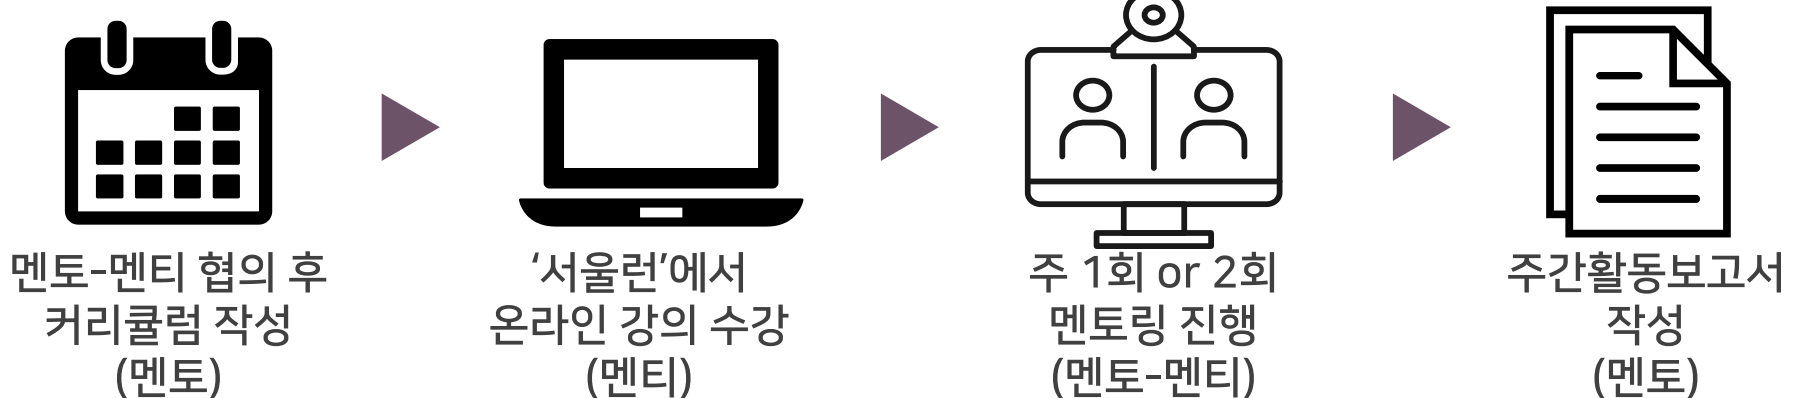 멘토-멘티 협의 후
커리큘럼 작성
(멘토)
‘서울런’에서
온라인 강의 수강
(멘티)
주 1회 or 2회
멘토링 진행
(멘토-멘티)
주간활동보고서
작성
(멘토)